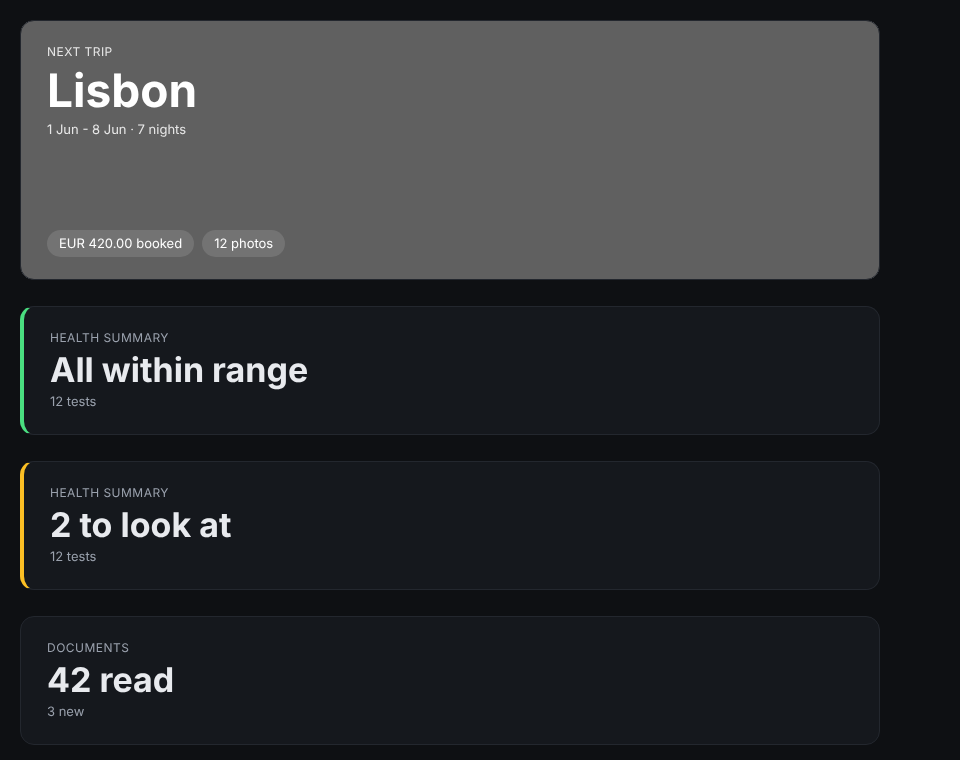 NEXT TRIP
Lisbon
1 Jun - 8 Jun · 7 nights
EUR 420.00 booked
12 photos
HEALTH SUMMARY
All within range
12 tests
HEALTH SUMMARY
2 to look at
12 tests
DOCUMENTS
42 read
3 new